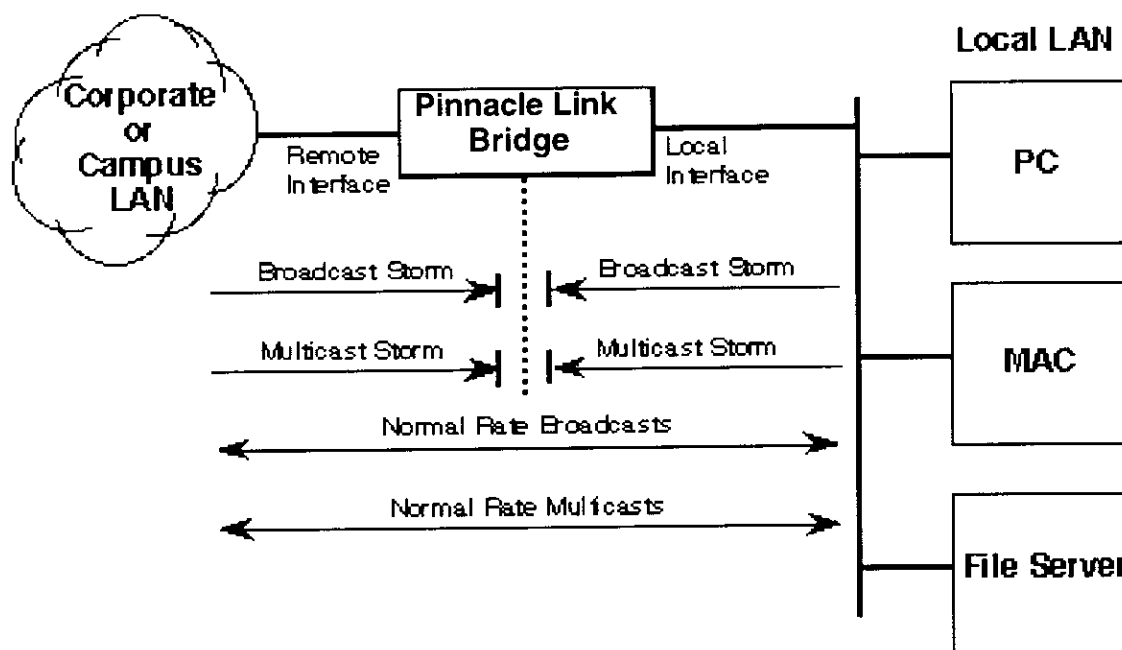 Local LAN
Corporate
or
Campus
LAN
Pinnacle Link
Bridge
Remote
Interface
Local
Interface
PC
Broadcast Storm
Broadcast Storm
Multicast Storm
Multicast Storm
MAC
Normal Rate Broadcasts
Normal Rate Multicasts
File Server